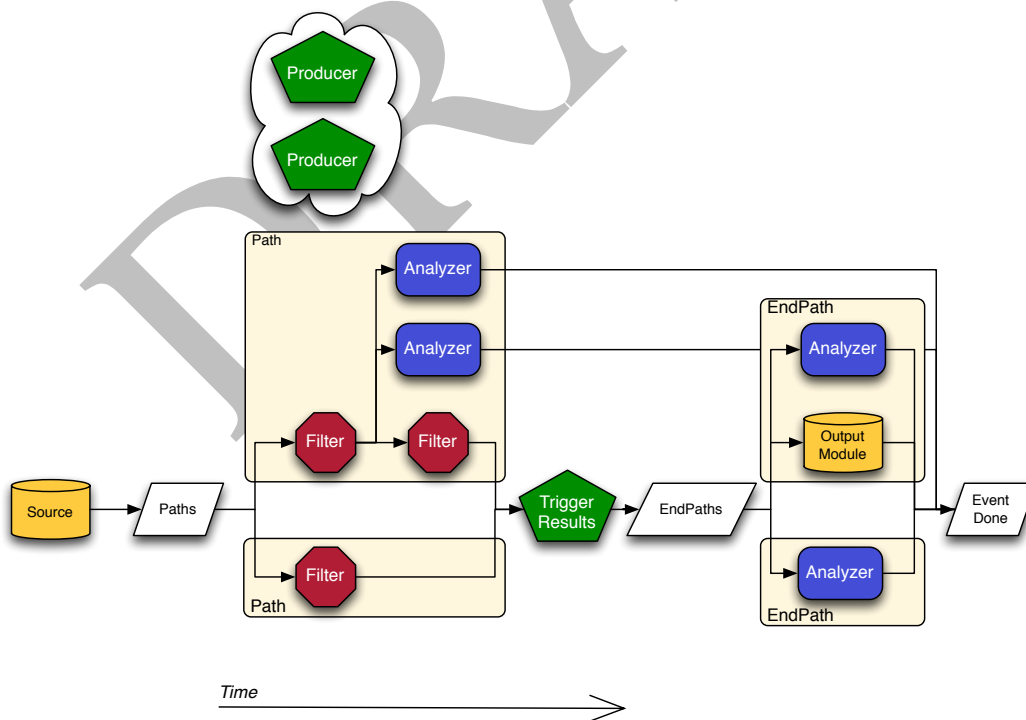 Producer
Producer
Path
Analyzer
Analyzer
Filter
Filter
EndPath
Analyzer
Output
Module
Source
Paths
Trigger
Results
EndPaths
Event
Done
Filter
Path
Analyzer
EndPath
Time